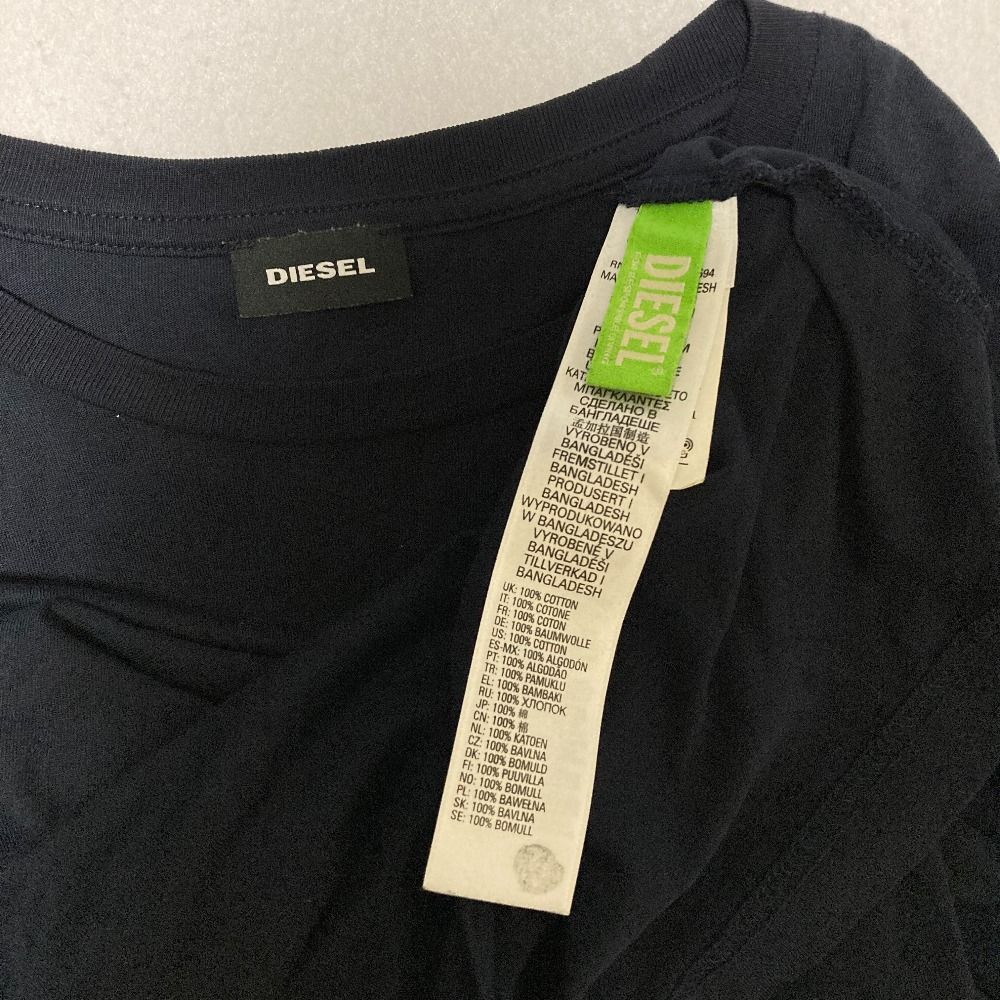 DIESEL
DIESEL
694
ESH
ΜΠΑΓΚΛΑΝΤΕΣ
СДЕЛАНО В
БАНГЛАДЕШЕ
孟加拉国制造
VYROBENO V
BANGLADÉŠI
FREMSTILLET I
BANGLADESH
PRODUSERT I
BANGLADESH
WYPRODUKOWANO
W BANGLADESZU
VYROBENÉ V
BANGLADÉŠI
TILLVERKAD I
BANGLADESH
UK: 100% COTTON
IT: 100% COTONE
FR: 100% COTON
DE: 100% BAUMWOLLE
US: 100% COTTON
ES-MX: 100% ALGODÓN
PT: 100% ALGODÃO
TR: 100% PAMUKLU
EL: 100% BAMBAKI
RU: 100% ХЛОПОК
JP: 100% 綿
CN: 100% 棉
NL: 100% KATOEN
CZ: 100% BAVLNA
DK: 100% BOMULD
FI: 100% PUUVILLA
NO: 100% BOMULL
PL: 100% BAWEŁNA
SK: 100% BAVLNA
SE: 100% BOMULL